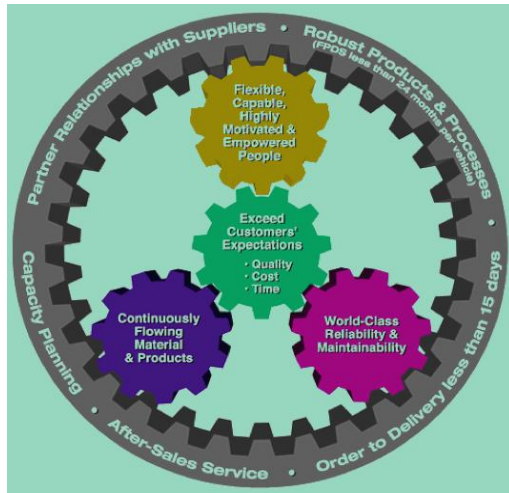 Partner Relationships with Suppliers
•
Robust Products & Processes
(FPDS less than 24 months per vehicle)
•
Flexible,
Capable,
Highly
Motivated &
Empowered
People
Exceed
Customers'
Expectations
• Quality
• Cost
• Time
Continuously
Flowing
Material
& Products
World-Class
Reliability &
Maintainability
Capacity Planning
•
After-Sales Service
•
Order to Delivery less than 15 days